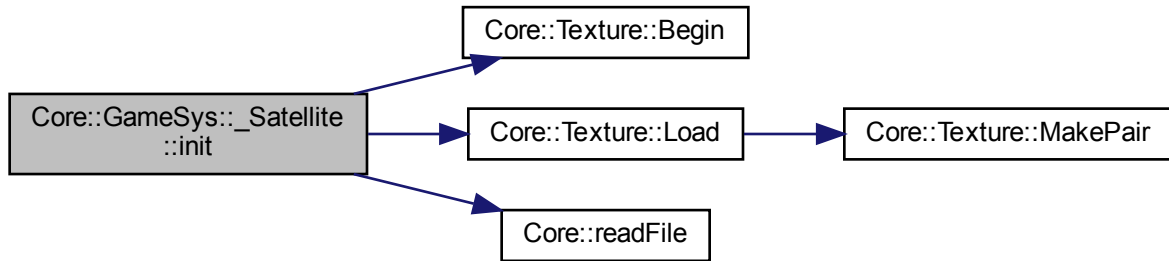 Core::Texture::Begin
Core::GameSys::_Satellite
::init
Core::Texture::Load
Core::Texture::MakePair
Core::readFile